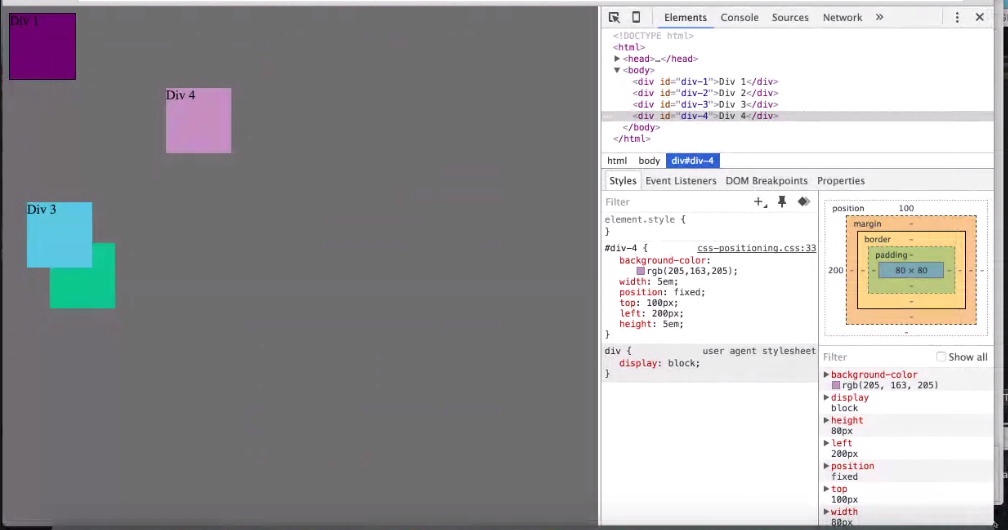 Div 1
Div 4
Div 3
Elements Console Sources Network »
<!DOCTYPE html>
<html>
<head>…</head>
<body>
<div id="div-1">Div 1</div>
<div id="div-2">Div 2</div>
<div id="div-3">Div 3</div>
<div id="div-4">Div 4</div>
</body>
</html>
html body div#div-4
Styles Event Listeners DOM Breakpoints Properties
Filter
element.style {
}
#div-4 { css-positioning.css:33
background-color:
rgb(205,163,205);
width: 5em;
position: fixed;
top: 100px;
left: 200px;
height: 5em;
}
div { user agent stylesheet
display: block;
}
position 100
margin -
border -
padding -
200 - - - 80 × 80 - - - -
-
-
-
-
Filter Show all
background-color
rgb(205, 163, 205)
display
block
height
80px
left
200px
position
fixed
top
100px
width
80px